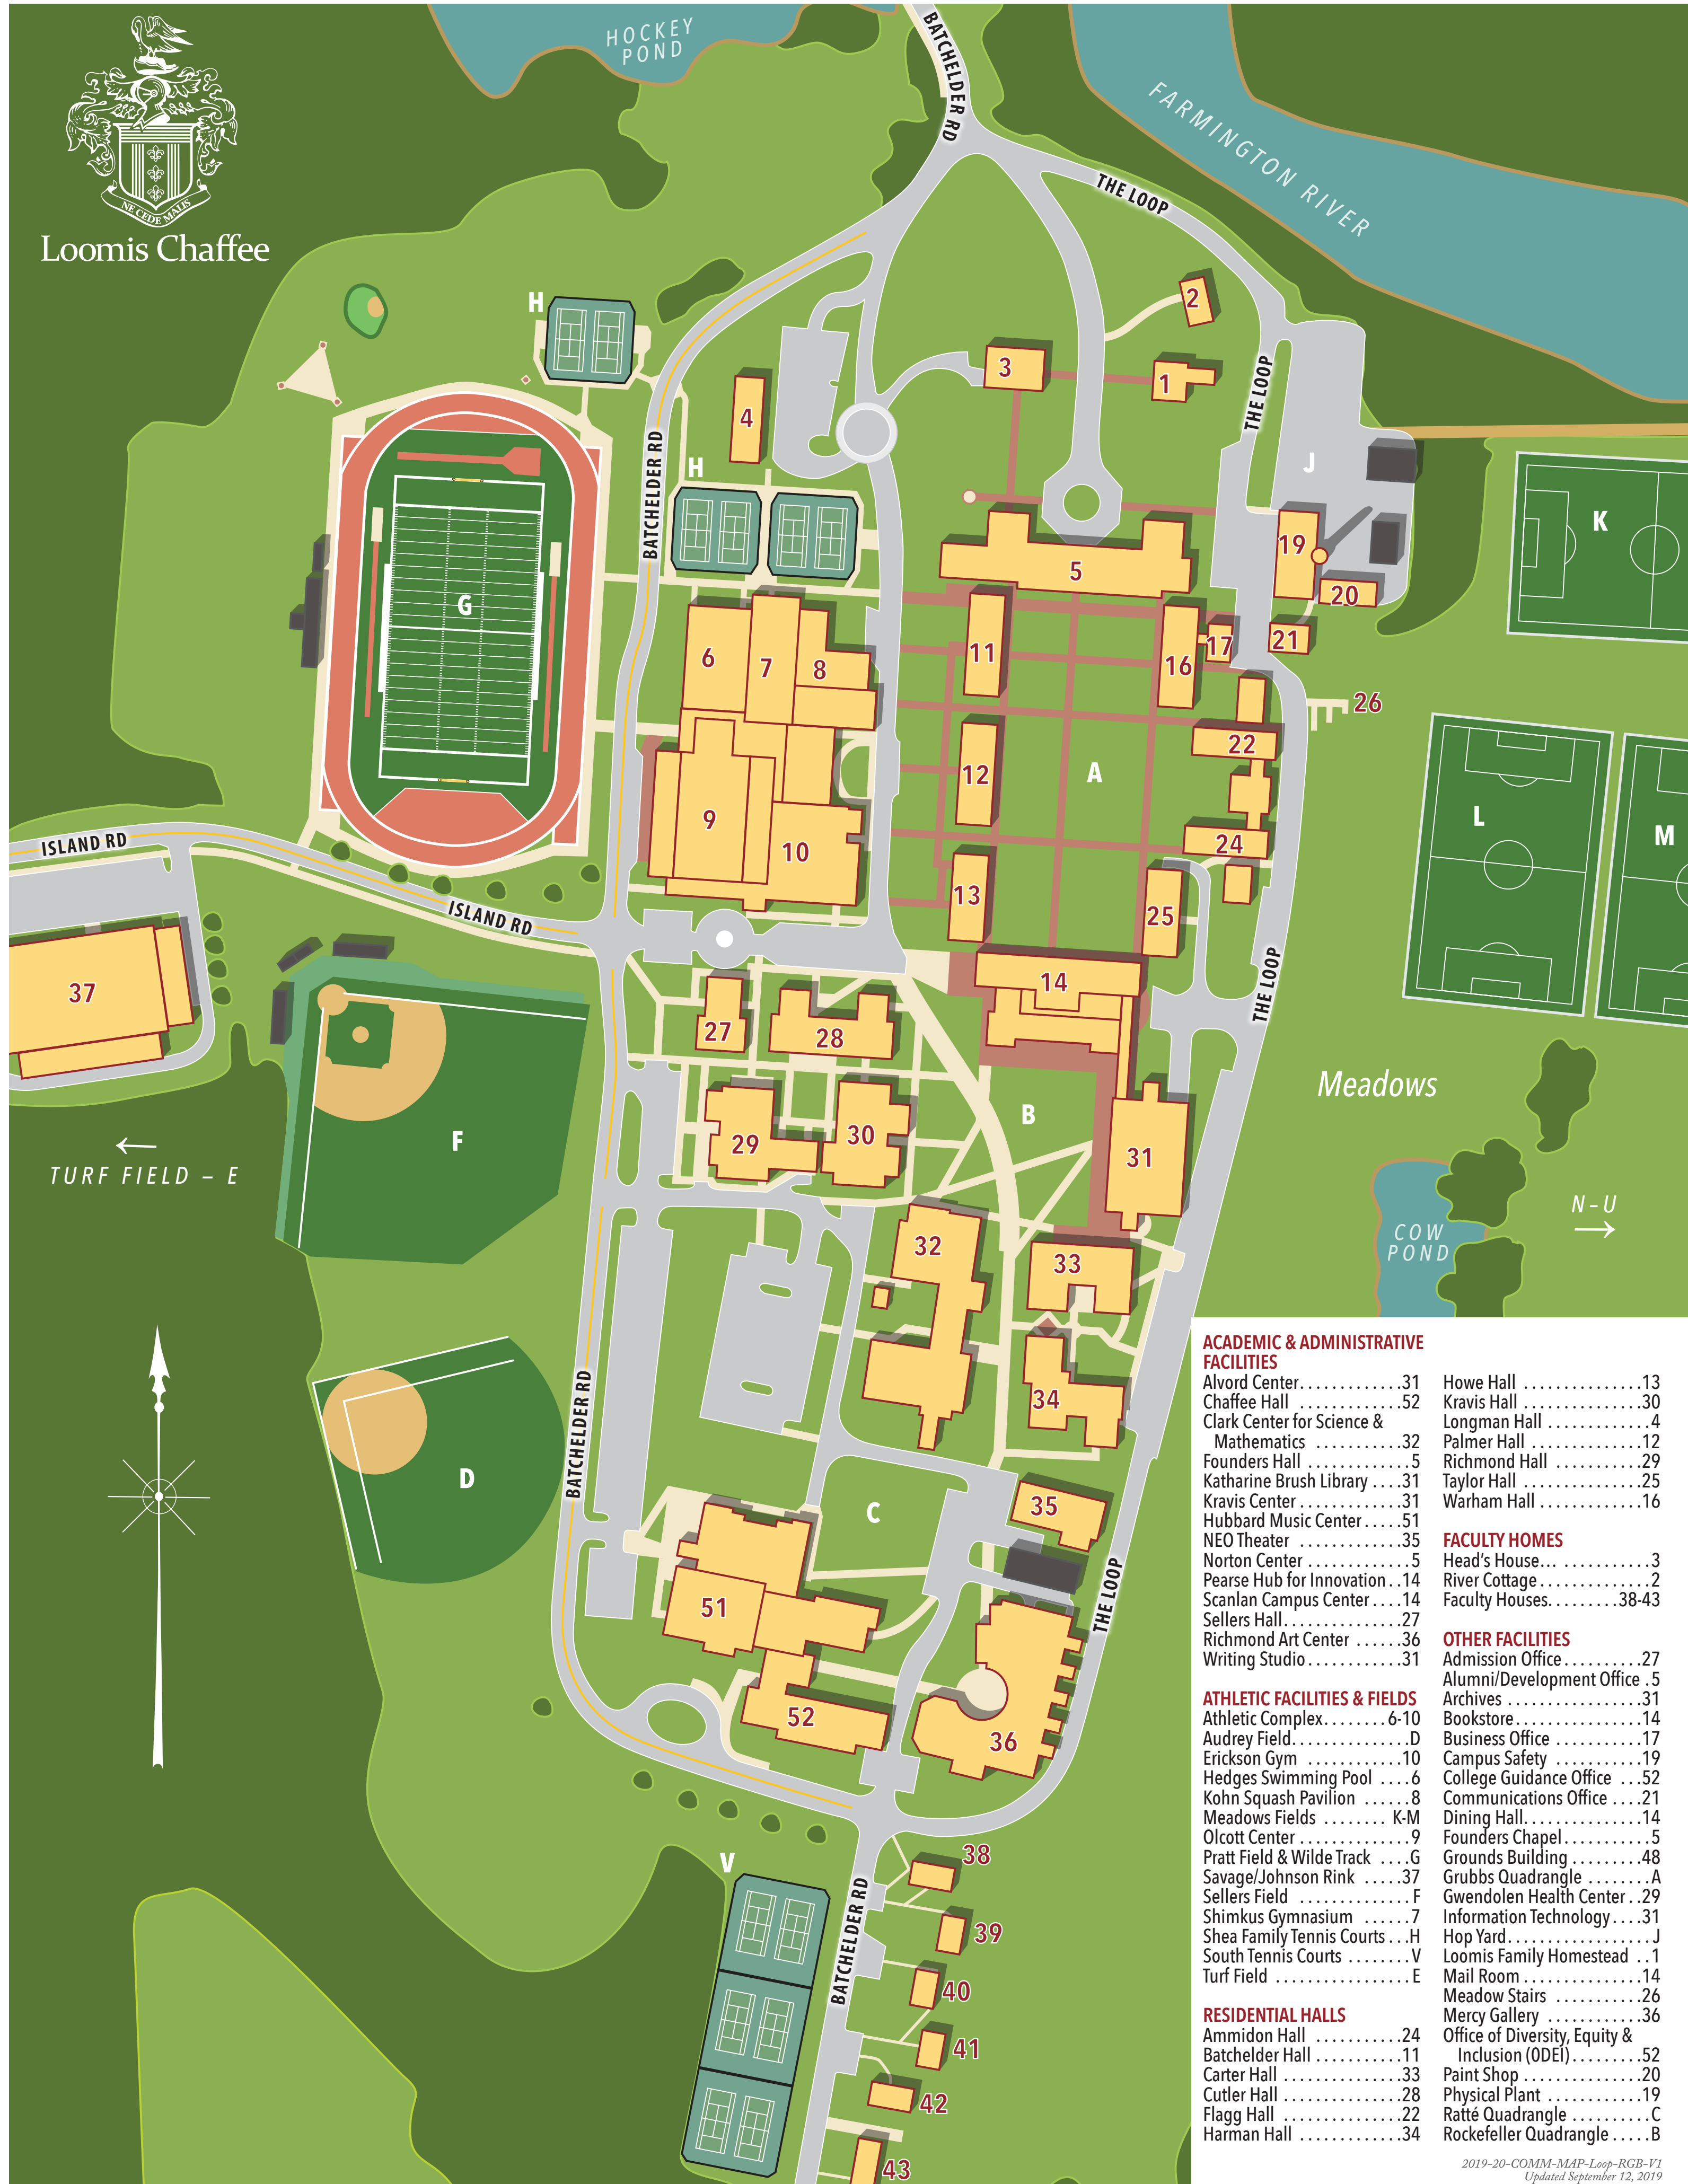 HOCKEY
POND
BATCHELDER RD
FARMINGTON RIVER
THE LOOP
NE CEDE MALIS
Loomis Chaffee
H
2
3
1
4
THE LOOP
BATCHELDER RD
H
J
K
19
5
20
G
11
17
21
6
7
8
16
26
22
A
12
L
9
M
ISLAND RD
24
10
13
25
ISLAND RD
14
37
THE LOOP
27
28
Meadows
B
30
F
29
31
←
TURF FIELD – E
N – U
→
COW
POND
32
33
34
BATCHELDER RD
D
35
C
THE LOOP
51
52
36
38
V
39
BATCHELDER RD
40
41
42
43
ACADEMIC & ADMINISTRATIVE
FACILITIES
Alvord Center.............31
Chaffee Hall .............52
Clark Center for Science &
Mathematics ...........32
Founders Hall ............5
Katharine Brush Library ....31
Kravis Center .............31
Hubbard Music Center.....51
NEO Theater .............35
Norton Center .............5
Pearse Hub for Innovation..14
Scanlan Campus Center....14
Sellers Hall...............27
Richmond Art Center ......36
Writing Studio............31
ATHLETIC FACILITIES & FIELDS
Athletic Complex........6-10
Audrey Field...............D
Erickson Gym ............10
Hedges Swimming Pool ....6
Kohn Squash Pavilion ......8
Meadows Fields ........ K-M
Olcott Center ..............9
Pratt Field & Wilde Track ....G
Savage/Johnson Rink .....37
Sellers Field ...............F
Shimkus Gymnasium ......7
Shea Family Tennis Courts ...H
South Tennis Courts ........V
Turf Field .................E
RESIDENTIAL HALLS
Ammidon Hall ...........24
Batchelder Hall ...........11
Carter Hall ...............33
Cutler Hall ...............28
Flagg Hall ...............22
Harman Hall .............34
Howe Hall ...............13
Kravis Hall ...............30
Longman Hall .............4
Palmer Hall ..............12
Richmond Hall ...........29
Taylor Hall ...............25
Warham Hall .............16
FACULTY HOMES
Head's House... ...........3
River Cottage..............2
Faculty Houses.........38-43
OTHER FACILITIES
Admission Office..........27
Alumni/Development Office .5
Archives .................31
Bookstore................14
Business Office ...........17
Campus Safety ...........19
College Guidance Office ...52
Communications Office ....21
Dining Hall...............14
Founders Chapel...........5
Grounds Building .........48
Grubbs Quadrangle ........A
Gwendolen Health Center ..29
Information Technology....31
Hop Yard..................J
Loomis Family Homestead ..1
Mail Room ...............14
Meadow Stairs ...........26
Mercy Gallery ............36
Office of Diversity, Equity &
Inclusion (ODEI)..........52
Paint Shop ...............20
Physical Plant ............19
Ratté Quadrangle ..........C
Rockefeller Quadrangle .....B
2019-20-COMM-MAP-Loop-RGB-V1
Updated September 12, 2019